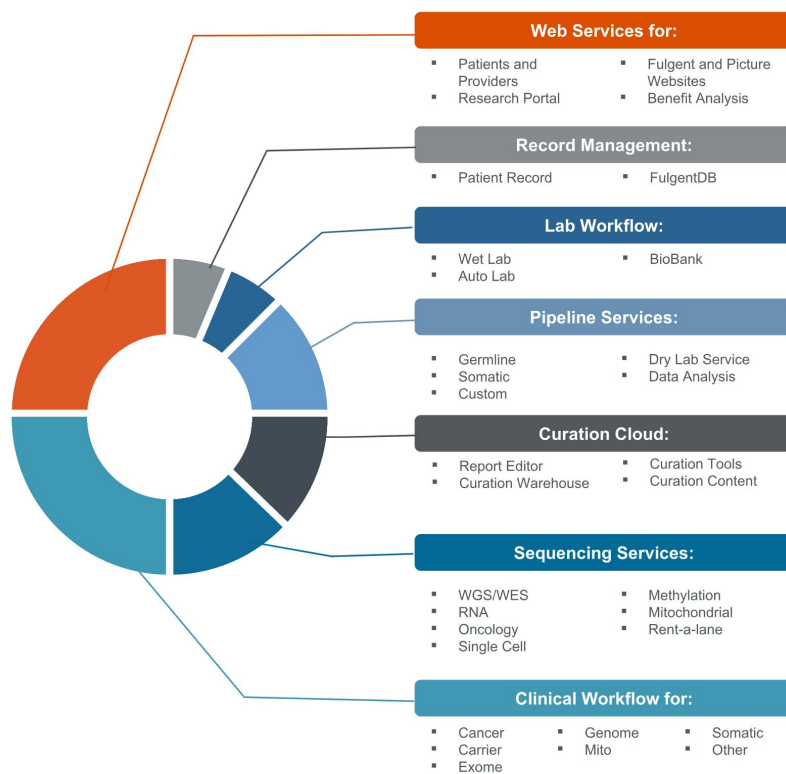 Web Services for:
Patients and
Providers
Research Portal
Fulgent and Picture
Websites
Benefit Analysis
Record Management:
Patient Record
FulgentDB
Lab Workflow:
Wet Lab
Auto Lab
BioBank
Pipeline Services:
Germline
Somatic
Custom
Dry Lab Service
Data Analysis
Curation Cloud:
Report Editor
Curation Warehouse
Curation Tools
Curation Content
Sequencing Services:
WGS/WES
RNA
Oncology
Single Cell
Methylation
Mitochondrial
Rent-a-lane
Clinical Workflow for:
Cancer
Carrier
Exome
Genome
Mito
Somatic
Other